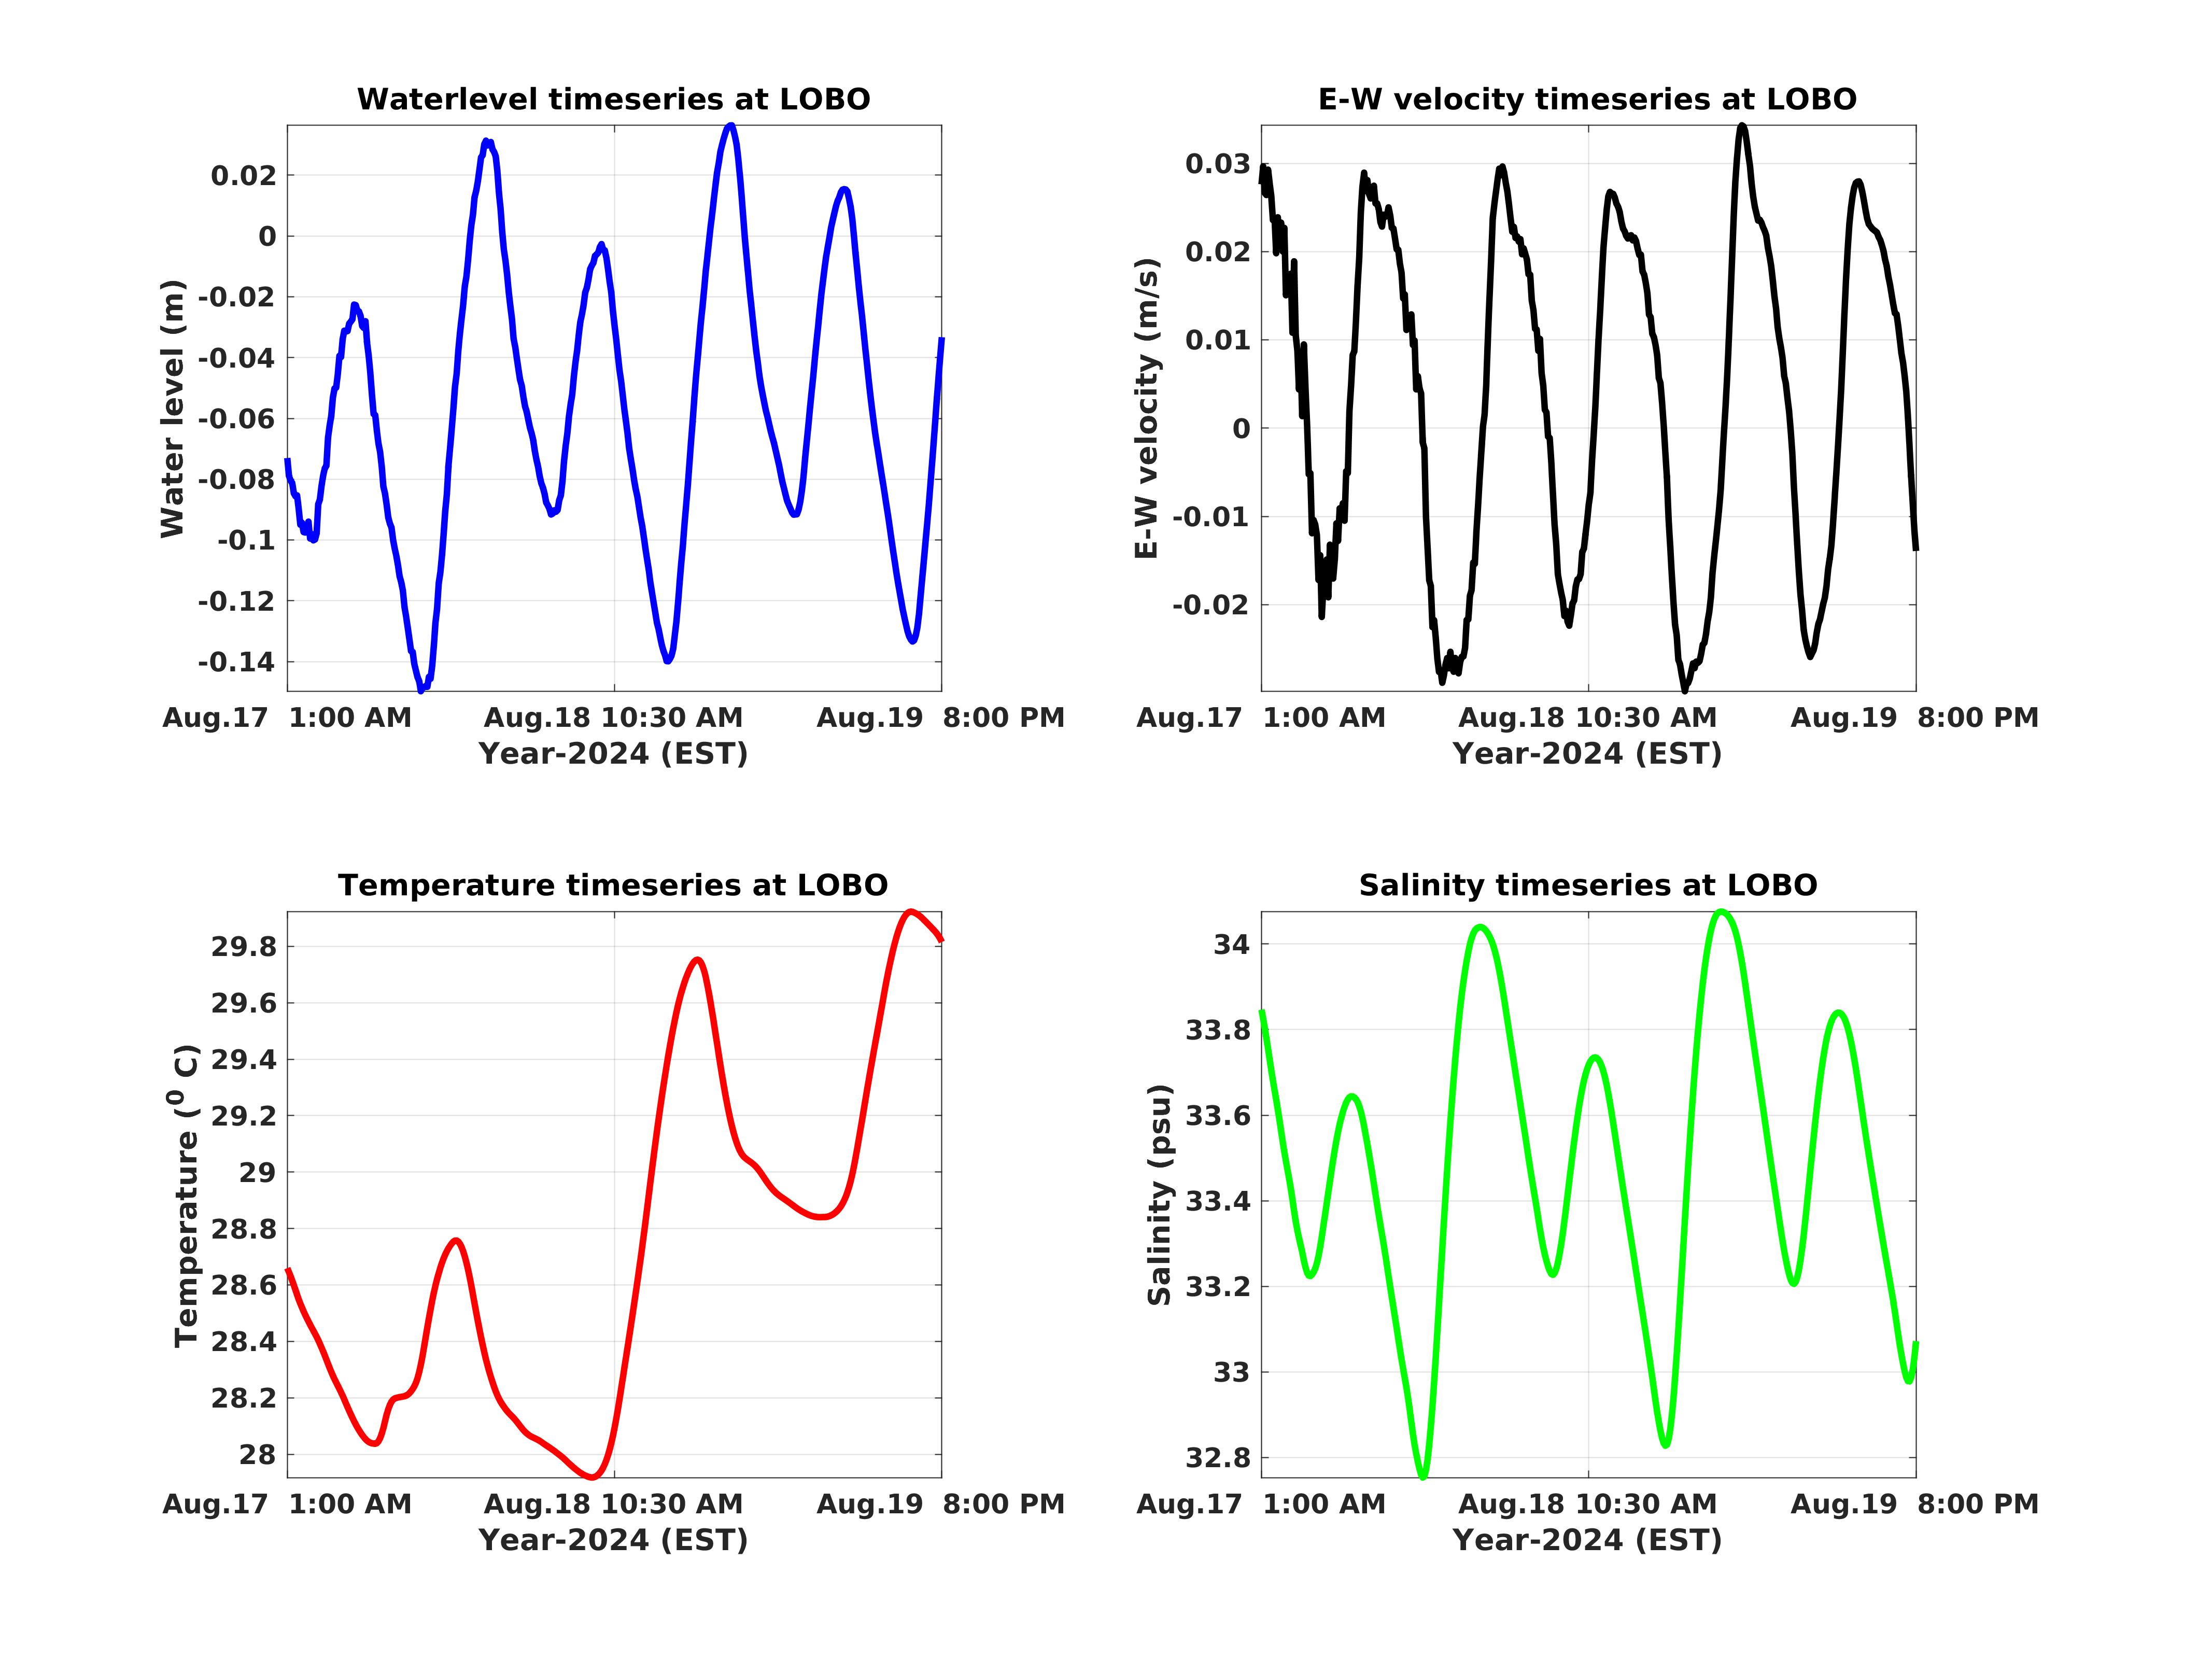 Waterlevel timeseries at LOBO
0.02
0
-0.02
-0.04
-0.06
-0.08
-0.1
-0.12
-0.14
Water level (m)
Aug.17 1:00 AM Aug.18 10:30 AM Aug.19 8:00 PM
Year-2024 (EST)
E-W velocity timeseries at LOBO
0.03
0.02
0.01
0
-0.01
-0.02
E-W velocity (m/s)
Aug.17 1:00 AM Aug.18 10:30 AM Aug.19 8:00 PM
Year-2024 (EST)
Temperature timeseries at LOBO
29.8
29.6
29.4
29.2
29
28.8
28.6
28.4
28.2
28
Temperature (⁰ C)
Aug.17 1:00 AM Aug.18 10:30 AM Aug.19 8:00 PM
Year-2024 (EST)
Salinity timeseries at LOBO
34
33.8
33.6
33.4
33.2
33
32.8
Salinity (psu)
Aug.17 1:00 AM Aug.18 10:30 AM Aug.19 8:00 PM
Year-2024 (EST)